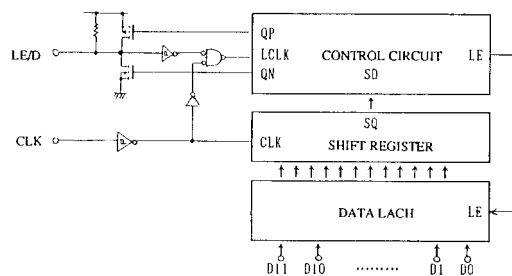 QP
LE/D
LCLK
CONTROL CIRCUIT
LE
QN
SD
SQ
CLK
CLK
SHIFT REGISTER
DATA LACH
LE
D11
D10
.........
D1
D0